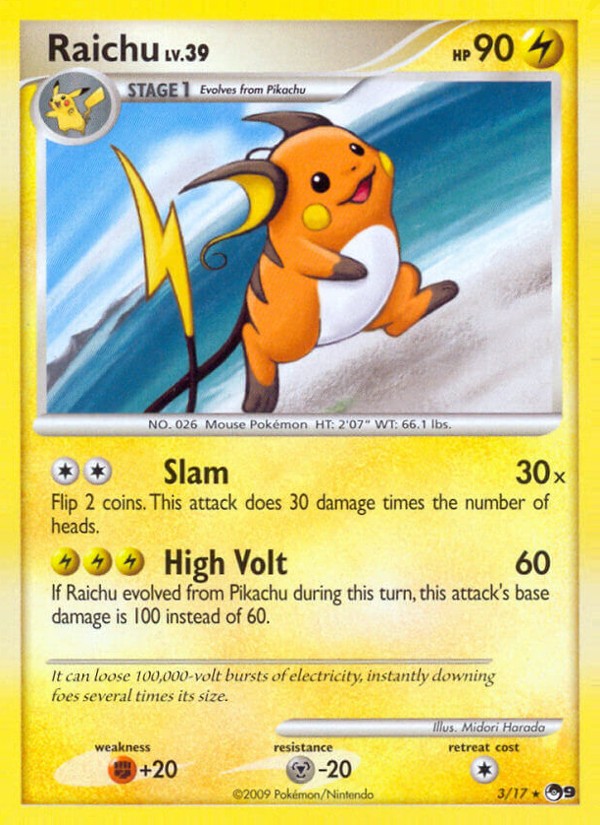 Raichu LV.39 HP 90
STAGE 1 Evolves from Pikachu
NO. 026 Mouse Pokémon HT: 2'07" WT: 66.1 lbs.
Slam 30x
Flip 2 coins. This attack does 30 damage times the number of
heads.
High Volt 60
If Raichu evolved from Pikachu during this turn, this attack's base
damage is 100 instead of 60.
It can loose 100,000-volt bursts of electricity, instantly downing
foes several times its size.
Illus. Midori Harada
weakness resistance retreat cost
+20 -20
©2009 Pokémon/Nintendo 3/17 ★ 9